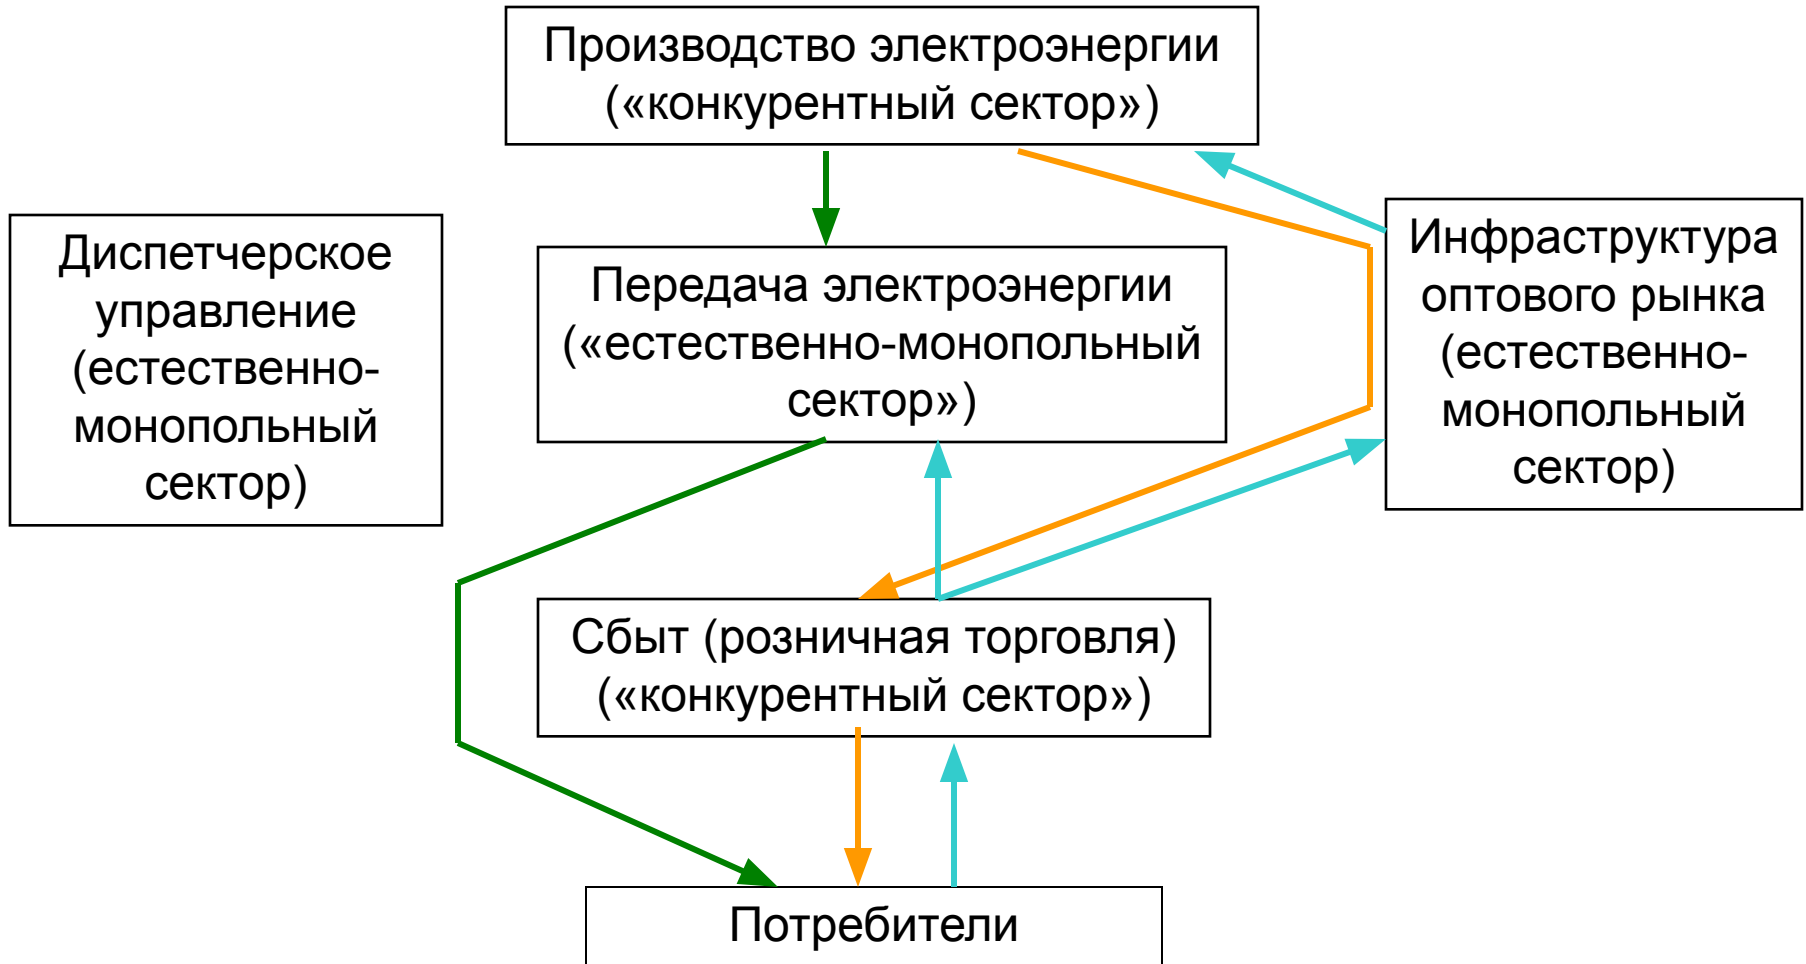 Производство электроэнергии
(«конкурентный сектор»)
Диспетчерское
управление
(естественно-
монопольный
сектор)
Передача электроэнергии
(«естественно-монопольный
сектор»)
Инфраструктура
оптового рынка
(естественно-
монопольный
сектор)
Сбыт (розничная торговля)
(«конкурентный сектор»)
Потребители